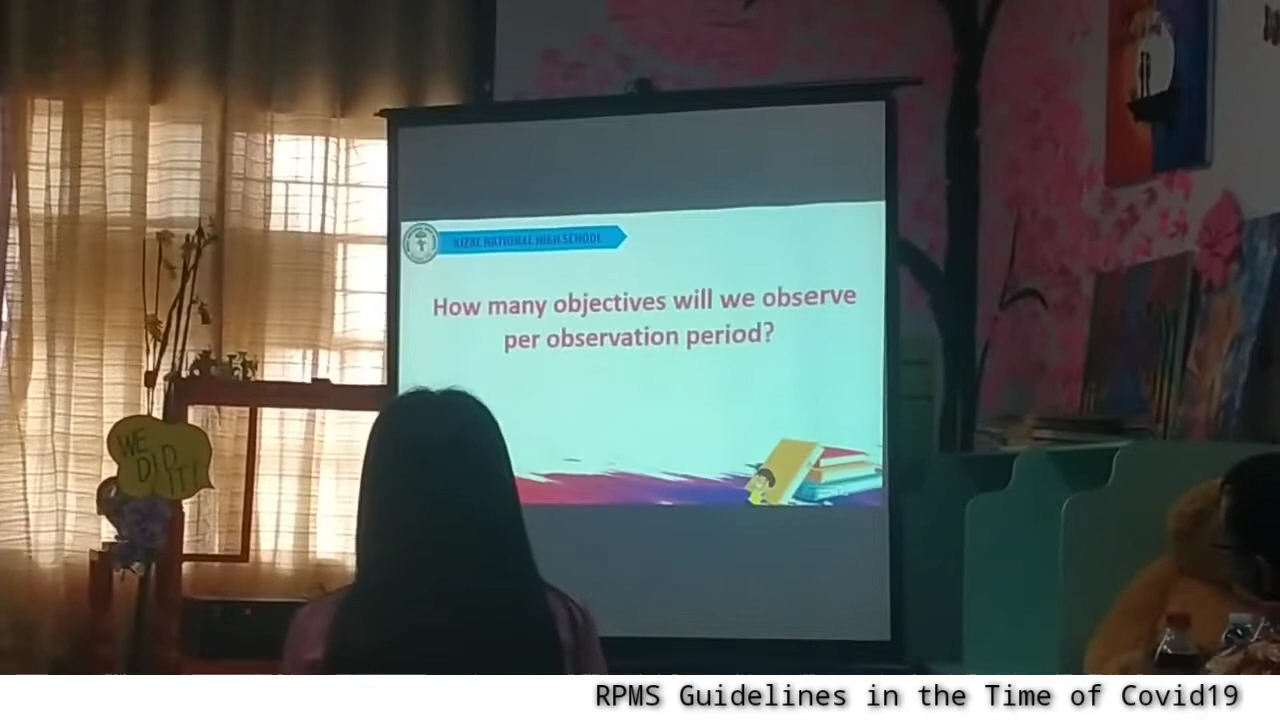 RIZAL NATIONAL HIGH SCHOOL
How many objectives will we observe
per observation period?
WE
DID
IT!
RPMS Guidelines in the Time of Covid19